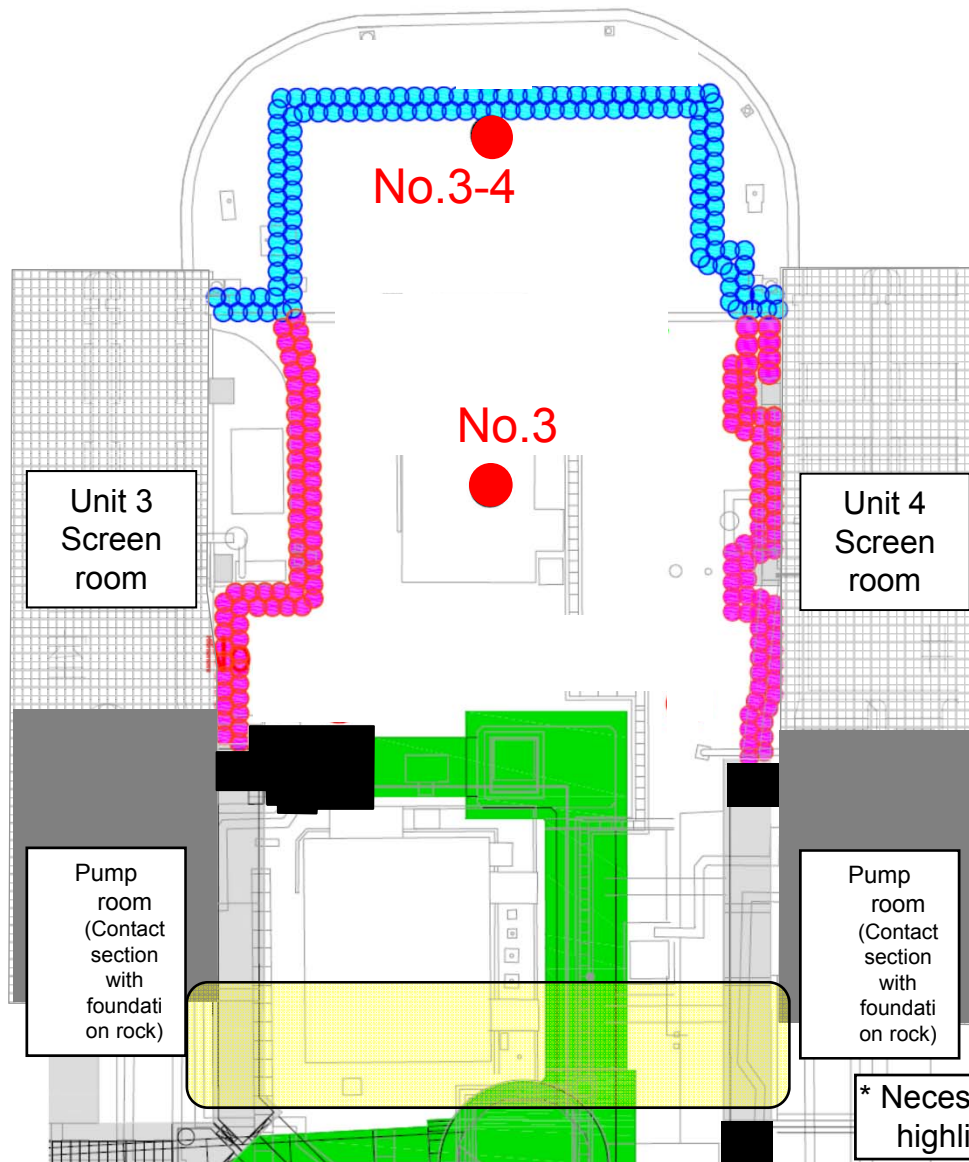 No.3-4
No.3
Unit 3
Screen
room
Unit 4
Screen
room
Pump
room
(Contact
section
with
foundati
on rock)
Pump
room
(Contact
section
with
foundati
on rock)
* Neces
highli